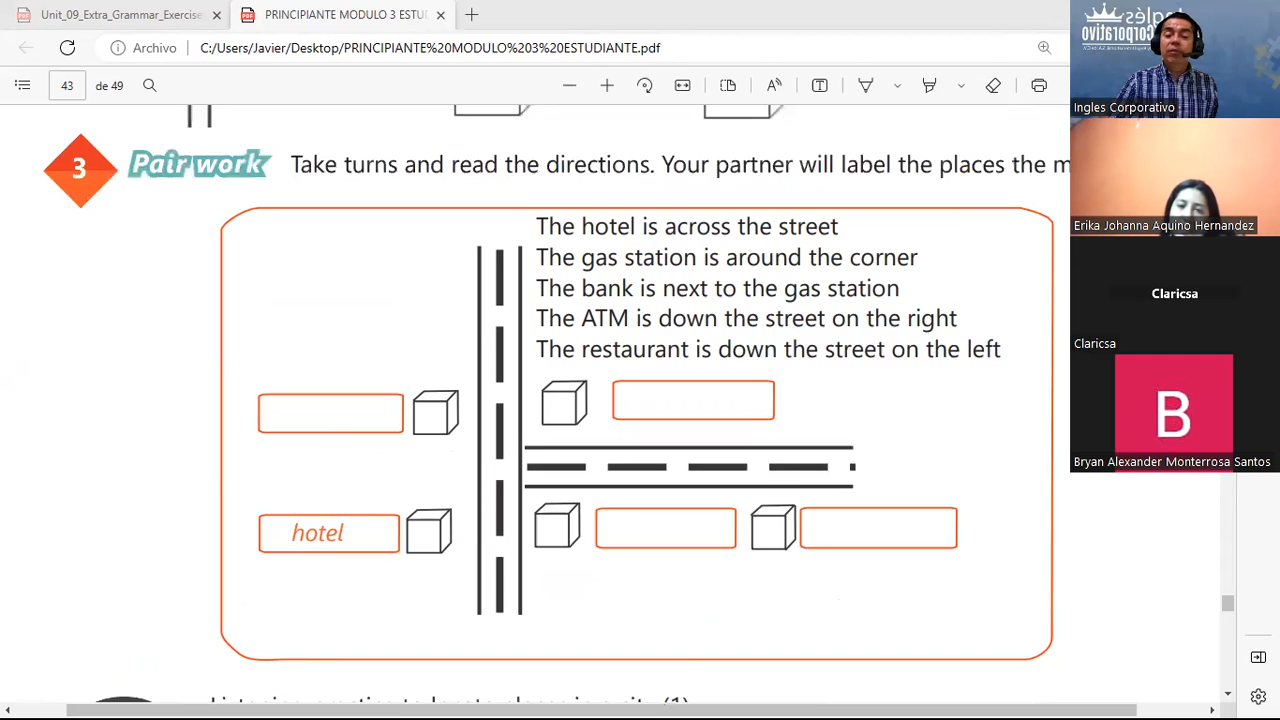 Unit_09_Extra_Grammar_Exercise
PRINCIPIANTE MODULO 3 ESTU
Archivo
C:/Users/Javier/Desktop/PRINCIPIANTE%20MODULO%203%20ESTUDIANTE.pdf
43
de 49
3
Pair work
Take turns and read the directions. Your partner will label the places the m
The hotel is across the street
The gas station is around the corner
The bank is next to the gas station
The ATM is down the street on the right
The restaurant is down the street on the left
hotel
Inglés
Corporativo
Ingles Corporativo
Erika Johanna Aquino Hernandez
Claricsa
Claricsa
B
Bryan Alexander Monterrosa Santos